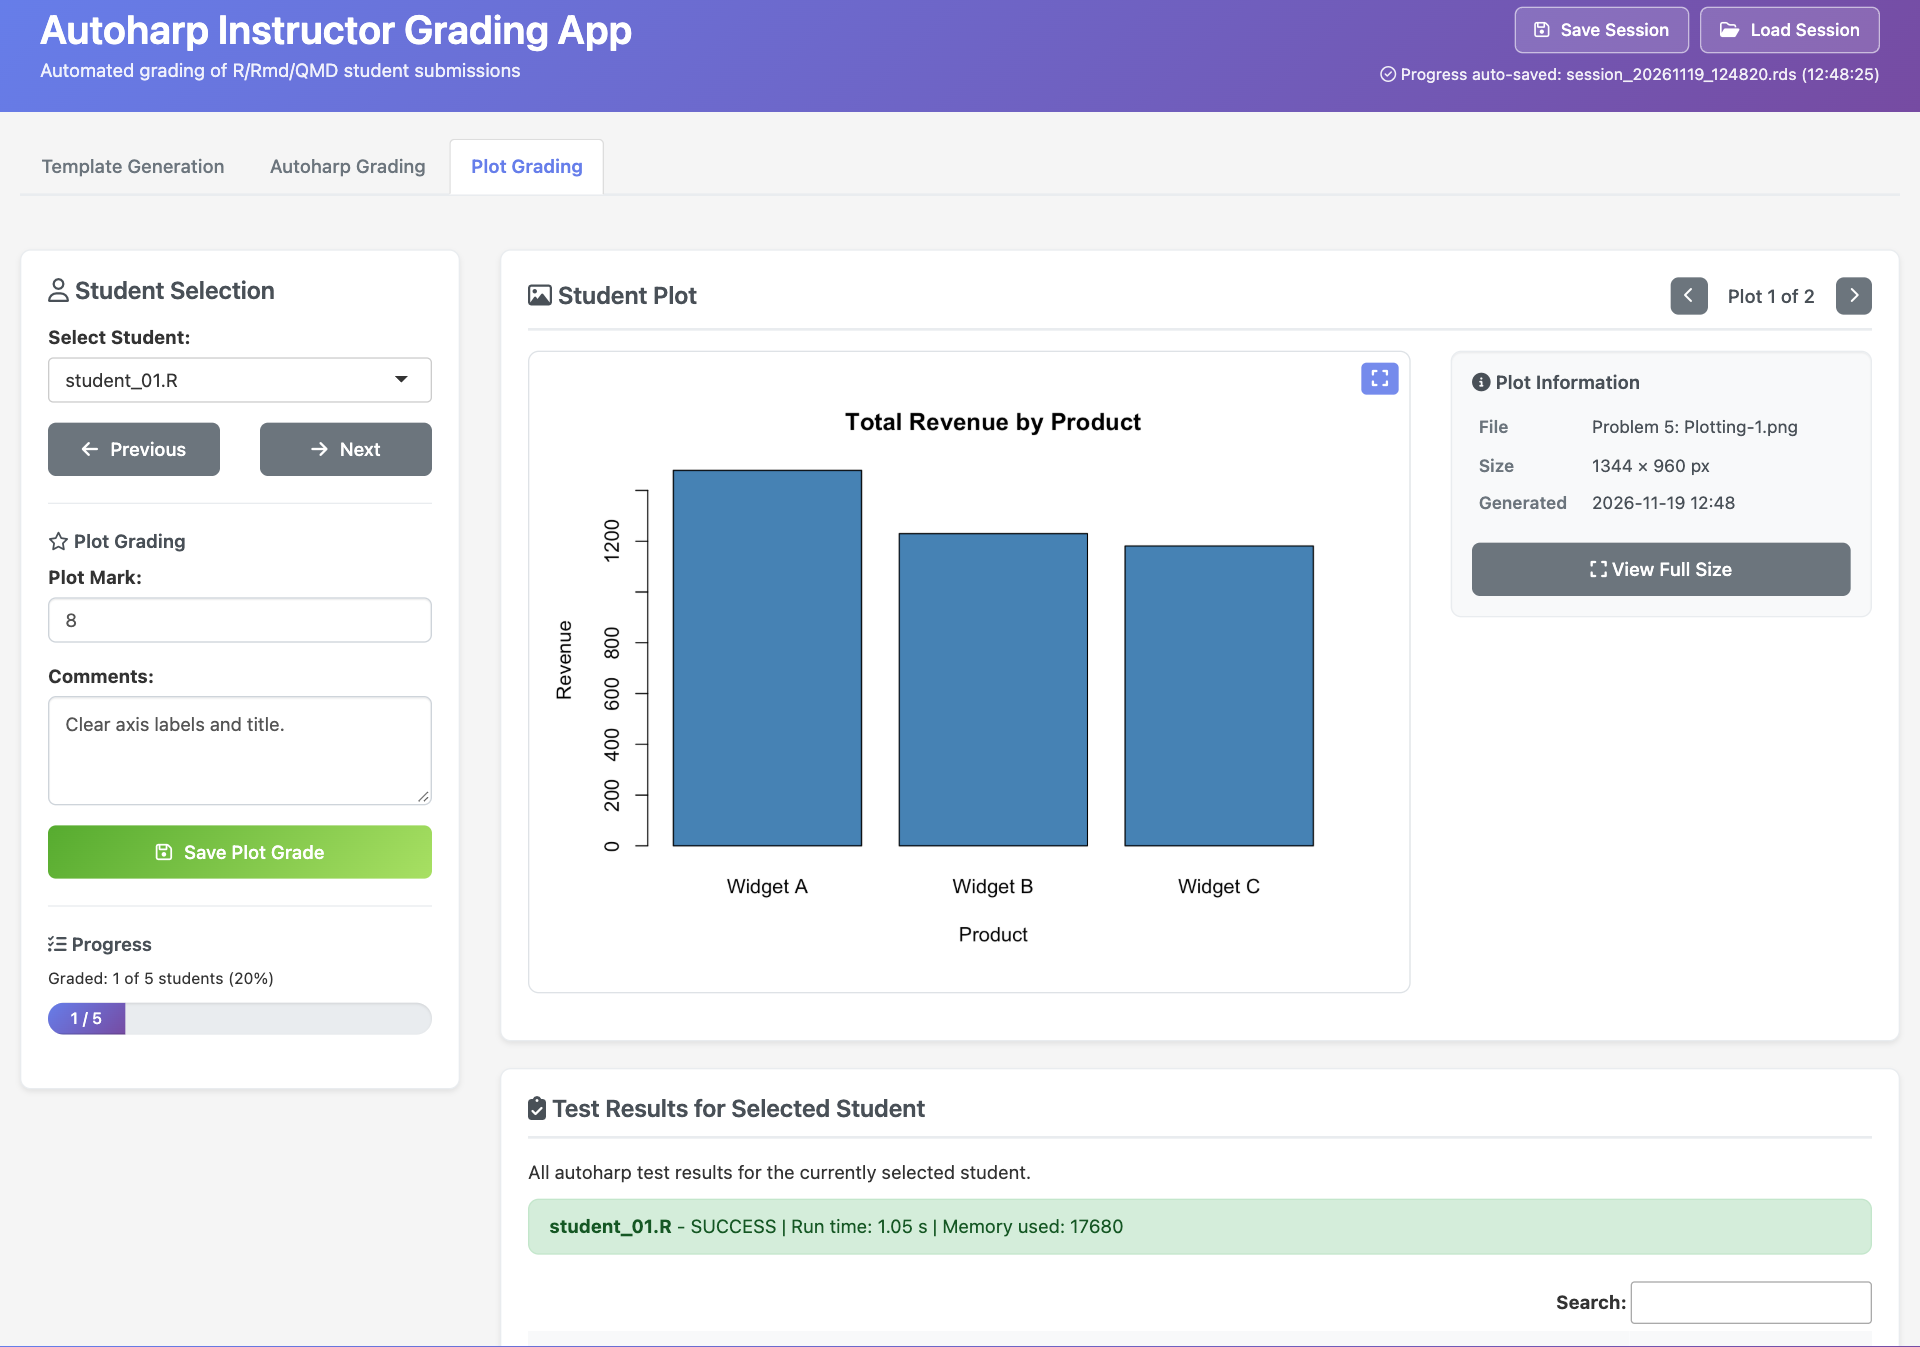 Autoharp Instructor Grading App
Automated grading of R/Rmd/QMD student submissions
Save Session
Load Session
Progress auto-saved: session_20261119_124820.rds (12:48:25)
Template Generation
Autoharp Grading
Plot Grading
Student Selection
Select Student:
student_01.R
Previous
Next
Plot Grading
Plot Mark:
8
Comments:
Clear axis labels and title.
Save Plot Grade
Progress
Graded: 1 of 5 students (20%)
1 / 5
Student Plot
Plot 1 of 2
Total Revenue by Product
Revenue
1200
800
600
400
200
0
Widget A
Widget B
Widget C
Product
Plot Information
File Problem 5: Plotting-1.png
Size 1344 × 960 px
Generated 2026-11-19 12:48
View Full Size
Test Results for Selected Student
All autoharp test results for the currently selected student.
student_01.R - SUCCESS | Run time: 1.05 s | Memory used: 17680
Search: